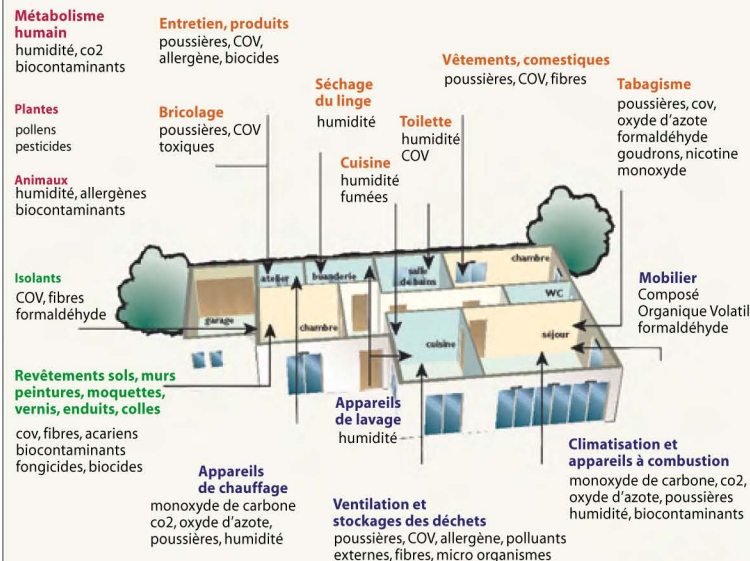 Métabolisme
humain
humidité, co2
biocontaminants
Entretien, produits
poussières, COV,
allergène, biocides
Vêtements, comestiques
poussières, COV, fibres
Séchage
du linge
humidité
Tabagisme
poussières, cov,
oxyde d'azote
formaldéhyde
goudrons, nicotine
monoxyde
Plantes
pollens
pesticides
Bricolage
poussières, COV
toxiques
Toilette
humidité
COV
Cuisine
humidité
fumées
Animaux
humidité, allergènes
biocontaminants
Isolants
COV, fibres
formaldéhyde
garage
atelier
buanderie
salle
de bains
chambre
WC
chambre
cuisine
séjour
Mobilier
Composé
Organique Volatil
formaldéhyde
Revêtements sols, murs
peintures, moquettes,
vernis, enduits, colles
cov, fibres, acariens
biocontaminants
fongicides, biocides
Appareils
de lavage
humidité
Appareils
de chauffage
monoxyde de carbone
co2, oxyde d'azote,
poussières, humidité
Ventilation et
stockages des déchets
poussières, COV, allergène, polluants
externes, fibres, micro organismes
Climatisation et
appareils à combustion
monoxyde de carbone, co2,
oxyde d'azote, poussières
humidité, biocontaminants